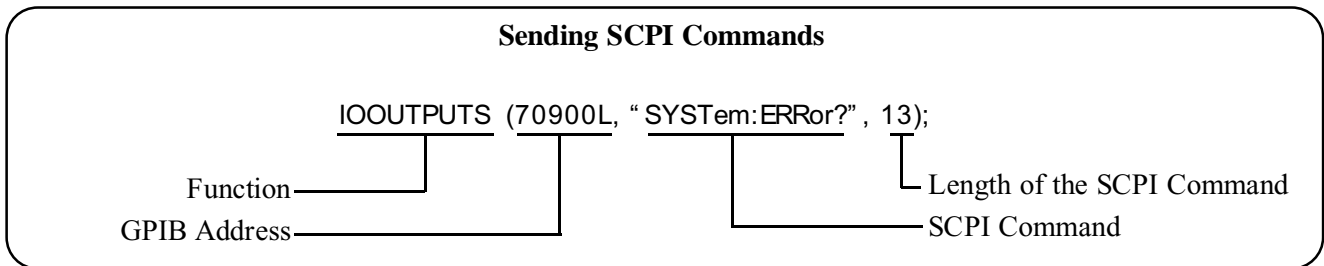 Sending SCPI Commands
IOOUTPUTS (70900L, “SYSTem:ERRor?”, 13);
Function
Length of the SCPI Command
GPIB Address
SCPI Command